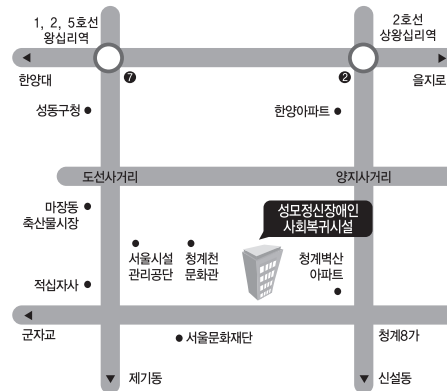 1, 2, 5호선
왕십리역
2호선
상왕십리역
한양대
❼
❷
을지로
성동구청
한양아파트
도선사거리
양지사거리
마장동
축산물시장
성모정신장애인
사회복귀시설
서울시설
관리공단
청계천
문화관
청계벽산
아파트
적십자사
군자교
서울문화재단
청계8가
제기동
신설동